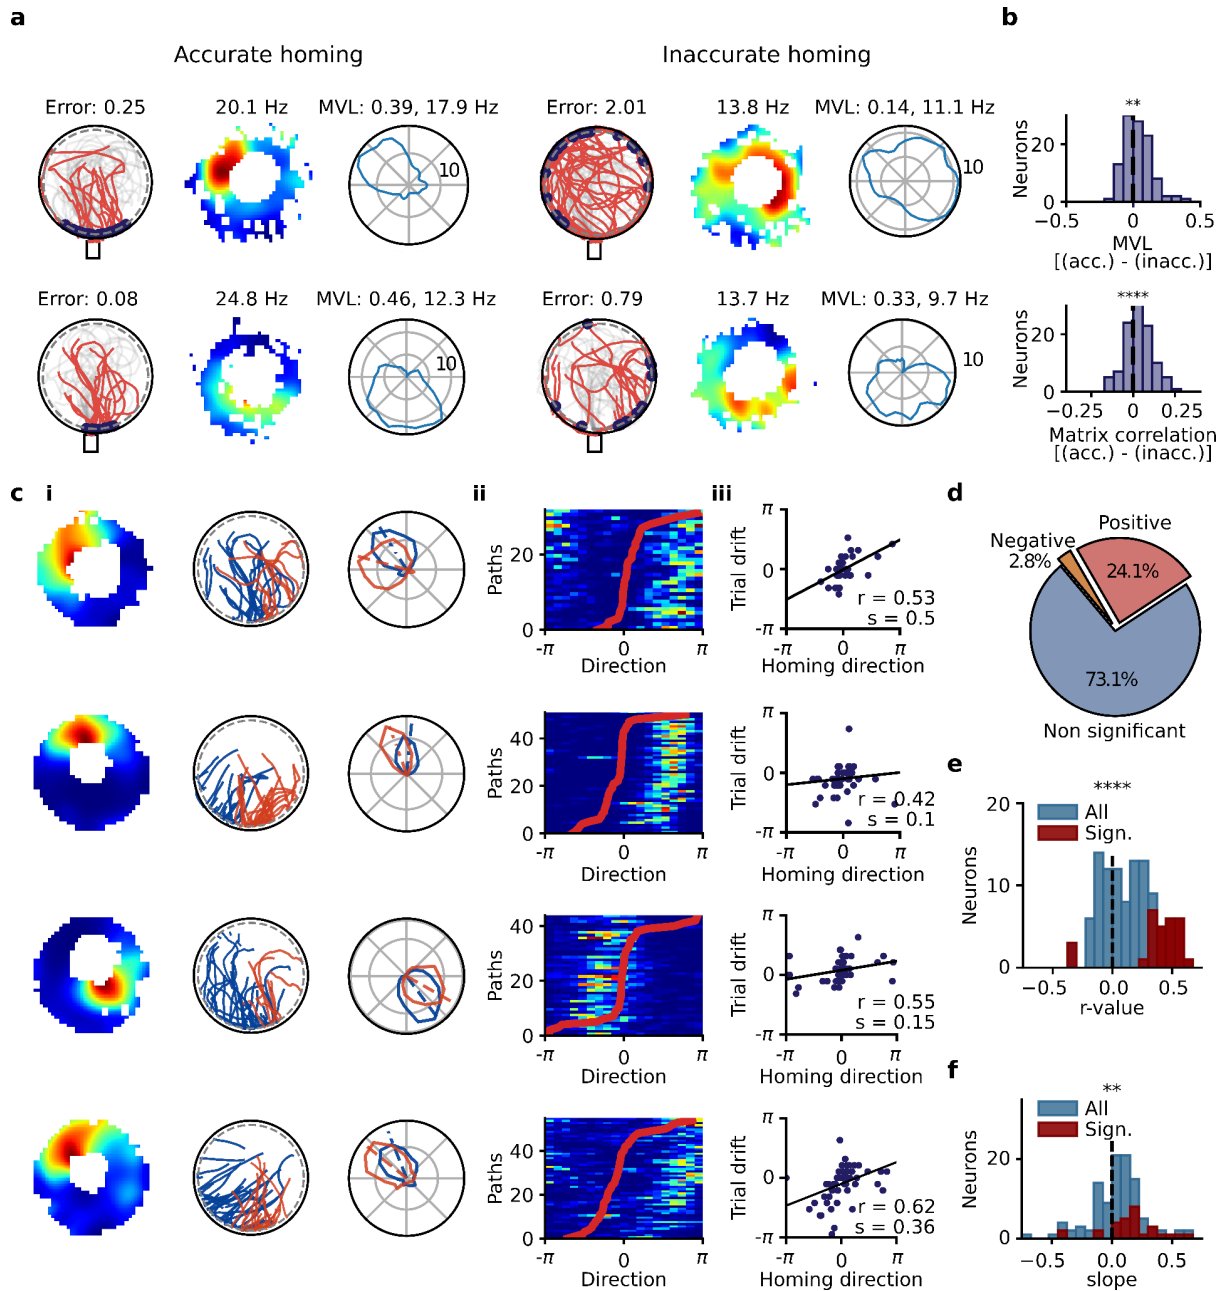 a
b
Accurate homing
Inaccurate homing
Error: 0.25
20.1 Hz
MVL: 0.39, 17.9 Hz
Error: 2.01
13.8 Hz
MVL: 0.14, 11.1 Hz
10
10
**
Neurons
20
0
−0.5
0
0.5
MVL
[(acc.) - (inacc.)]
Error: 0.08
24.8 Hz
MVL: 0.46, 12.3 Hz
Error: 0.79
13.7 Hz
MVL: 0.33, 9.7 Hz
10
10
****
Neurons
20
0
−0.25
0
0.25
Matrix correlation
[(acc.) - (inacc.)]
c
i
ii
iii
d
Paths
20
0
-π
0
π
Direction
Trial drift
π
0
-π
r = 0.53
s = 0.5
-π
0
π
Homing direction
Paths
40
20
0
-π
0
π
Direction
Trial drift
π
0
-π
r = 0.42
s = 0.1
-π
0
π
Homing direction
Paths
40
20
0
-π
0
π
Direction
Trial drift
π
0
-π
r = 0.55
s = 0.15
-π
0
π
Homing direction
Paths
40
20
0
-π
0
π
Direction
Trial drift
π
0
-π
r = 0.62
s = 0.36
-π
0
π
Homing direction
Positive
Negative
2.8%
24.1%
73.1%
Non significant
e
****
All
Sign.
Neurons
20
10
0
−0.5
0.0
0.5
r-value
f
**
All
Sign.
Neurons
20
0
−0.5
0.0
0.5
slope